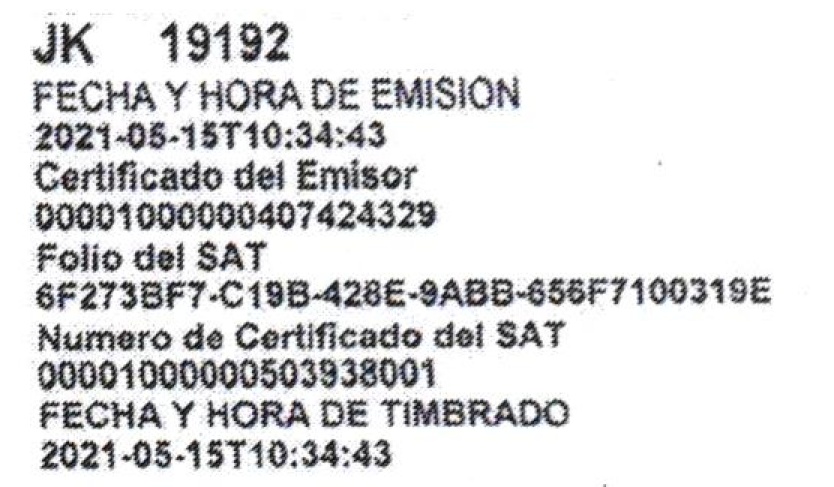 JK 19192
FECHA Y HORA DE EMISION
2021-05-15T10:34:43
Certificado del Emisor
00001000000407424329
Folio del SAT
6F273BF7-C19B-428E-9ABB-656F7100319E
Numero de Certificado del SAT
00001000000503938001
FECHA Y HORA DE TIMBRADO
2021-05-15T10:34:43